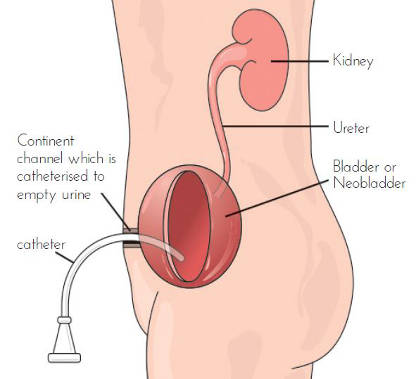 Kidney
Ureter
Bladder or
Neobladder
Continent
channel which is
catheterised to
empty urine
catheter